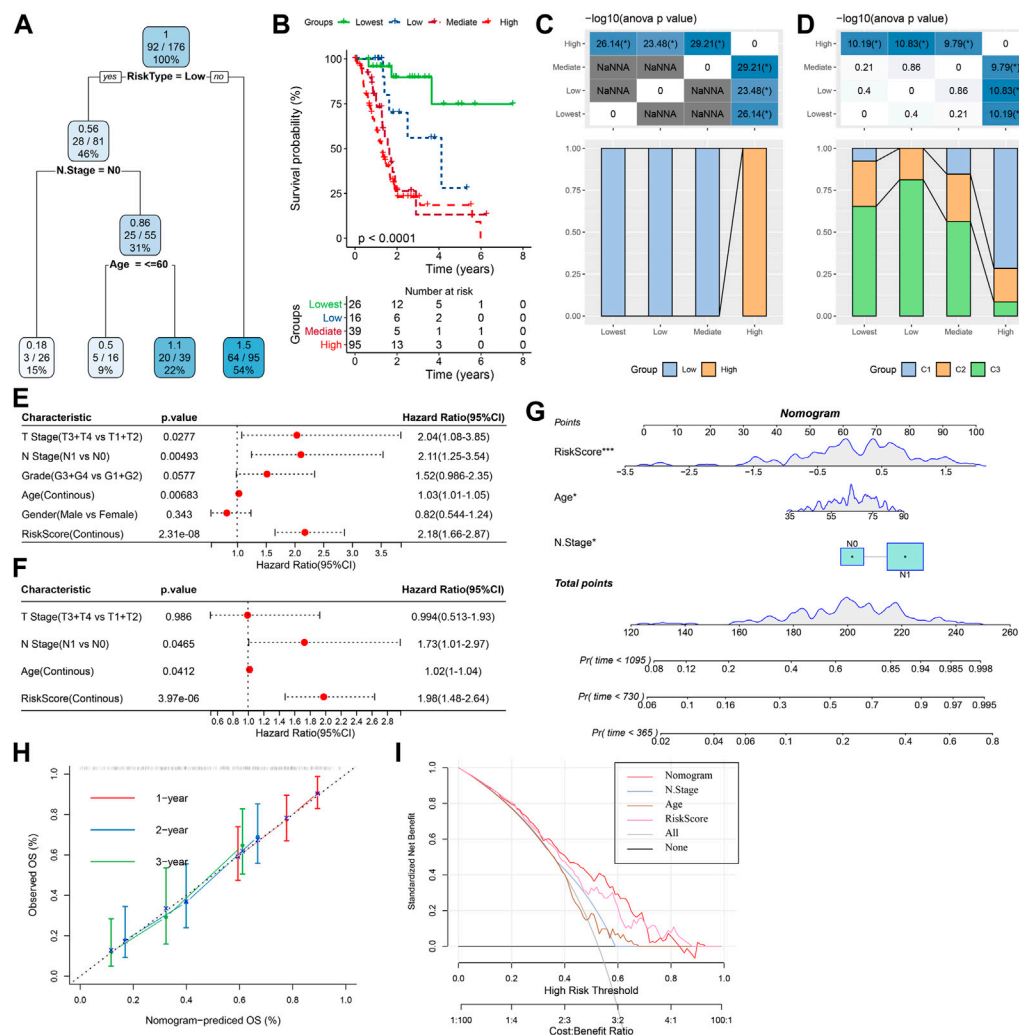 A
1
92 / 176
100%
yes RiskType = Low no
0.56
28 / 81
46%
N.Stage = N0
0.86
25 / 55
31%
Age = <=60
0.18
3 / 26
15%
0.5
5 / 16
9%
1.1
20 / 39
22%
1.5
64 / 95
54%
B
Groups Lowest Low Mediate High
Survival probability (%)
100
75
50
25
0
p < 0.0001
0 2 4 6 8
Time (years)
Number at risk
Groups
Lowest 26 12 5 1 0
Low 16 6 2 0 0
Mediate 39 5 1 1 0
High 95 13 3 0 0
0 2 4 6 8
Time (years)
C
−log10(anova p value)
High 26.14(*) 23.48(*) 29.21(*) 0
Mediate NaNNA NaNNA 0 29.21(*)
Low NaNNA 0 NaNNA 23.48(*)
Lowest 0 NaNNA NaNNA 26.14(*)
1.00
0.75
0.50
0.25
0.00
Lowest Low Mediate High
Group Low High
D
−log10(anova p value)
High 10.19(*) 10.83(*) 9.79(*) 0
Mediate 0.21 0.86 0 9.79(*)
Low 0.4 0 0.86 10.83(*)
Lowest 0 0.4 0.21 10.19(*)
1.00
0.75
0.50
0.25
0.00
Lowest Low Mediate High
Group C1 C2 C3
E
Characteristic p.value Hazard Ratio(95%CI)
T Stage(T3+T4 vs T1+T2) 0.0277 2.04(1.08-3.85)
N Stage(N1 vs N0) 0.00493 2.11(1.25-3.54)
Grade(G3+G4 vs G1+G2) 0.0577 1.52(0.986-2.35)
Age(Continous) 0.00683 1.03(1.01-1.05)
Gender(Male vs Female) 0.343 0.82(0.544-1.24)
RiskScore(Continous) 2.31e-08 2.18(1.66-2.87)
1.0 1.5 2.0 2.5 3.0 3.5
Hazard Ratio(95%CI)
F
Characteristic p.value Hazard Ratio(95%CI)
T Stage(T3+T4 vs T1+T2) 0.986 0.994(0.513-1.93)
N Stage(N1 vs N0) 0.0465 1.73(1.01-2.97)
Age(Continous) 0.0412 1.02(1-1.04)
RiskScore(Continous) 3.97e-06 1.98(1.48-2.64)
0.6 0.8 1.0 1.2 1.4 1.6 1.8 2.0 2.2 2.4 2.6 2.8
Hazard Ratio(95%CI)
G
Nomogram
Points
0 10 20 30 40 50 60 70 80 90 100
RiskScore***
−3.5 −2.5 −1.5 −0.5 0.5 1.5
Age*
35 55 75 90
N.Stage*
N0
N1
Total points
120 140 160 180 200 220 240 260
Pr( time < 1095)
0.08 0.12 0.2 0.4 0.6 0.85 0.94 0.985 0.998
Pr( time < 730)
0.06 0.1 0.16 0.3 0.5 0.7 0.9 0.97 0.995
Pr( time < 365)
0.02 0.04 0.06 0.1 0.2 0.4 0.6 0.8
H
Observed OS (%)
1.0
0.8
0.6
0.4
0.2
0.0
1-year
2-year
3-year
0.0 0.2 0.4 0.6 0.8 1.0
Nomogram-prediced OS (%)
I
Standardized Net Benefit
1.0
0.8
0.6
0.4
0.2
0.0
Nomogram
N.Stage
Age
RiskScore
All
None
0.0 0.2 0.4 0.6 0.8 1.0
High Risk Threshold
1:100 1:4 2:3 3:2 4:1 100:1
Cost:Benefit Ratio